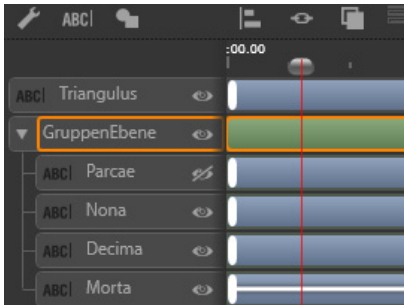 ABC
:00.00
ABC Triangulus
GruppenEbene
ABC Parcae
ABC Nona
ABC Decima
ABC Morta